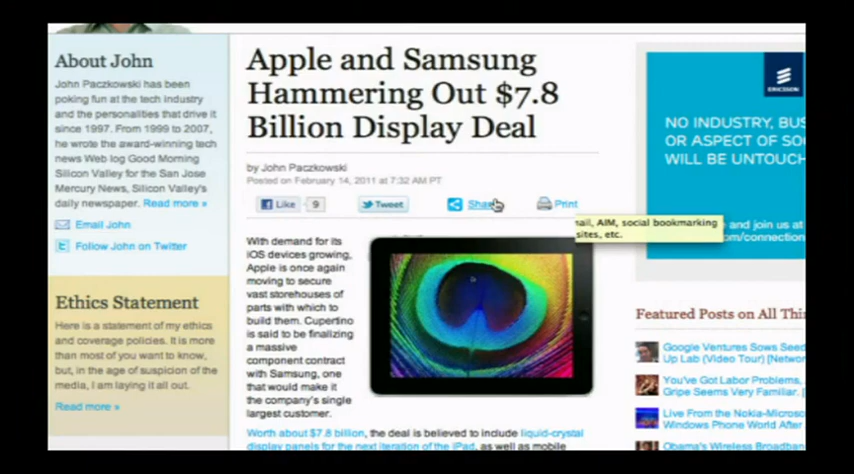 About John
John Paczkowski has been
poking fun at the tech industry
and the personalities that drive it
since 1997. From 1999 to 2007,
he wrote the award-winning tech
news Web log Good Morning
Silicon Valley for the San Jose
Mercury News, Silicon Valley's
daily newspaper. Read more »
Email John
Follow John on Twitter
Ethics Statement
Here is a statement of my ethics
and coverage policies. It is more
than most of you want to know,
but, in the age of suspicion of the
media, I am laying it all out.
Read more »
Apple and Samsung
Hammering Out $7.8
Billion Display Deal
by John Paczkowski
Posted on February 14, 2011 at 7:32 AM PT
Like 9
Tweet
Share
Print
ail, AIM, social bookmarking
sites, etc.
With demand for its
iOS devices growing,
Apple is once again
moving to secure
vast storehouses of
parts with which to
build them. Cupertino
is said to be finalizing
a massive
component contract
with Samsung, one
that would make it
the company's single
largest customer.
Worth about $7.8 billion, the deal is believed to include liquid-crystal
display panels for the next iteration of the iPad, as well as mobile
ERICSSON
NO INDUSTRY, BUS
OR ASPECT OF SO
WILL BE UNTOUCH
e and join us at
com/connection
Featured Posts on All Thi
Google Ventures Sows Seed
Up Lab (Video Tour) [Networ
You've Got Labor Problems,
Gripe Seems Very Familiar. [
Live From the Nokia-Microso
Windows Phone World After
Obama's Wireless Broadban